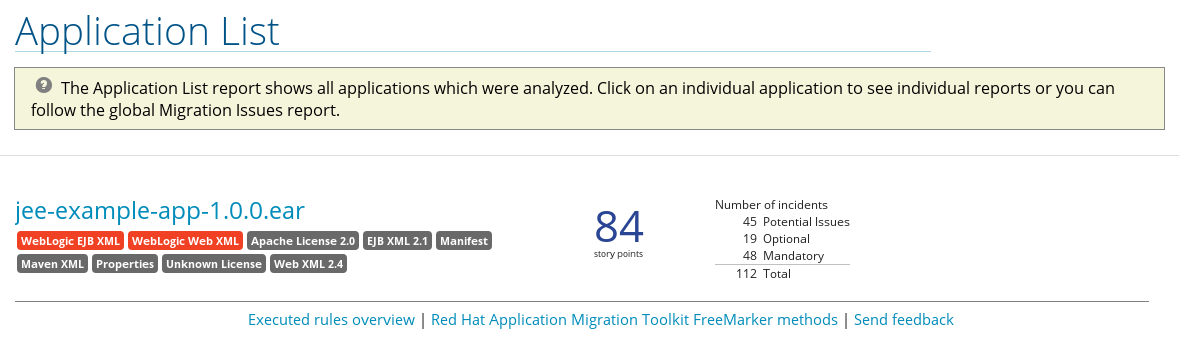 Application List
The Application List report shows all applications which were analyzed. Click on an individual application to see individual reports or you can
follow the global Migration Issues report.
jee-example-app-1.0.0.ear
WebLogic EJB XML WebLogic Web XML Apache License 2.0 EJB XML 2.1 Manifest
Maven XML Properties Unknown License Web XML 2.4
84
story points
Number of incidents
45 Potential Issues
19 Optional
48 Mandatory
112 Total
Executed rules overview | Red Hat Application Migration Toolkit FreeMarker methods | Send feedback